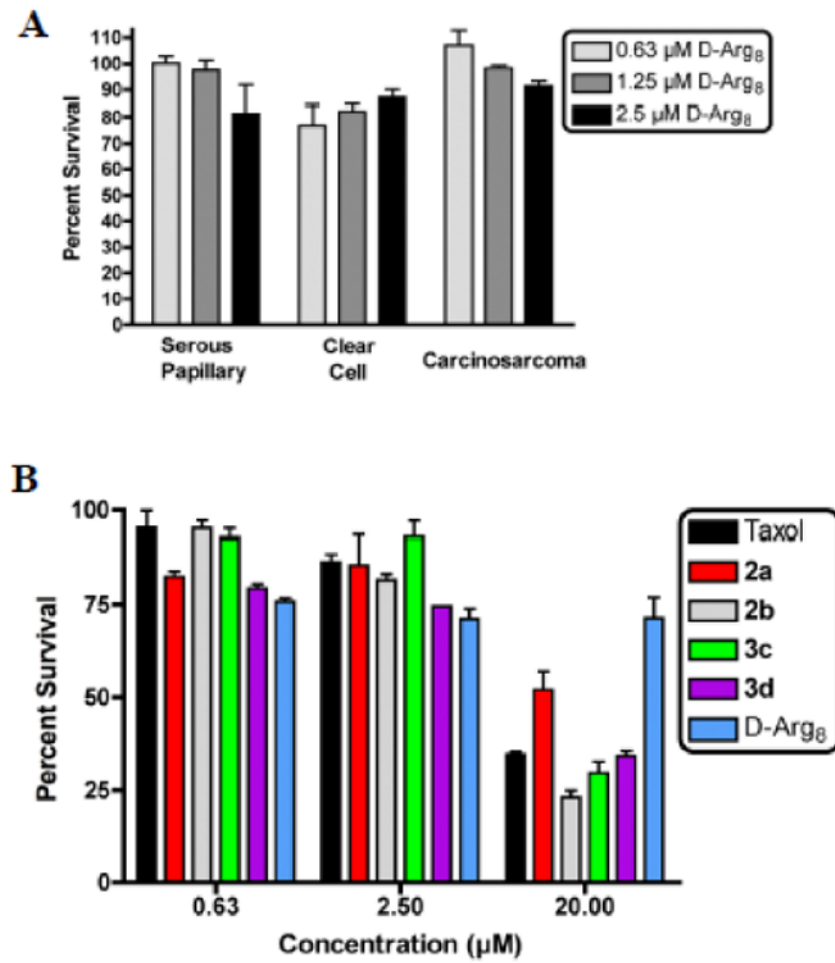 A
Percent Survival
110
100
90
80
70
60
50
40
30
20
10
0
Serous
Papillary
Clear
Cell
Carcinosarcoma
0.63 µM D-Arg8
1.25 µM D-Arg8
2.5 µM D-Arg8
B
Percent Survival
100
75
50
25
0
0.63
2.50
20.00
Concentration (µM)
Taxol
2a
2b
3c
3d
D-Arg8